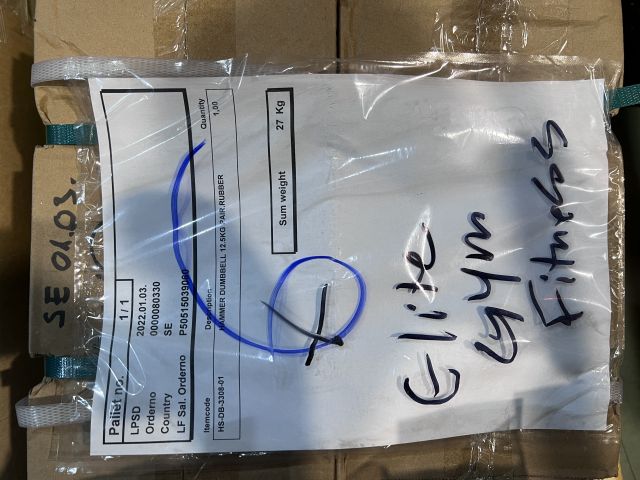 Pallet no. 1/1
LPSD 2022.01.03.
Orderno 0000080330
Country SE
LF Sal. Orderno P50515039060
Itemcode Description Quantity
HS-DB-3308-01 HAMMER DUMBBELL 12.5KG PAIR,RUBBER 1,00
Sum weight 27 Kg
Elite
Gym
Fitness
SE 01.03.